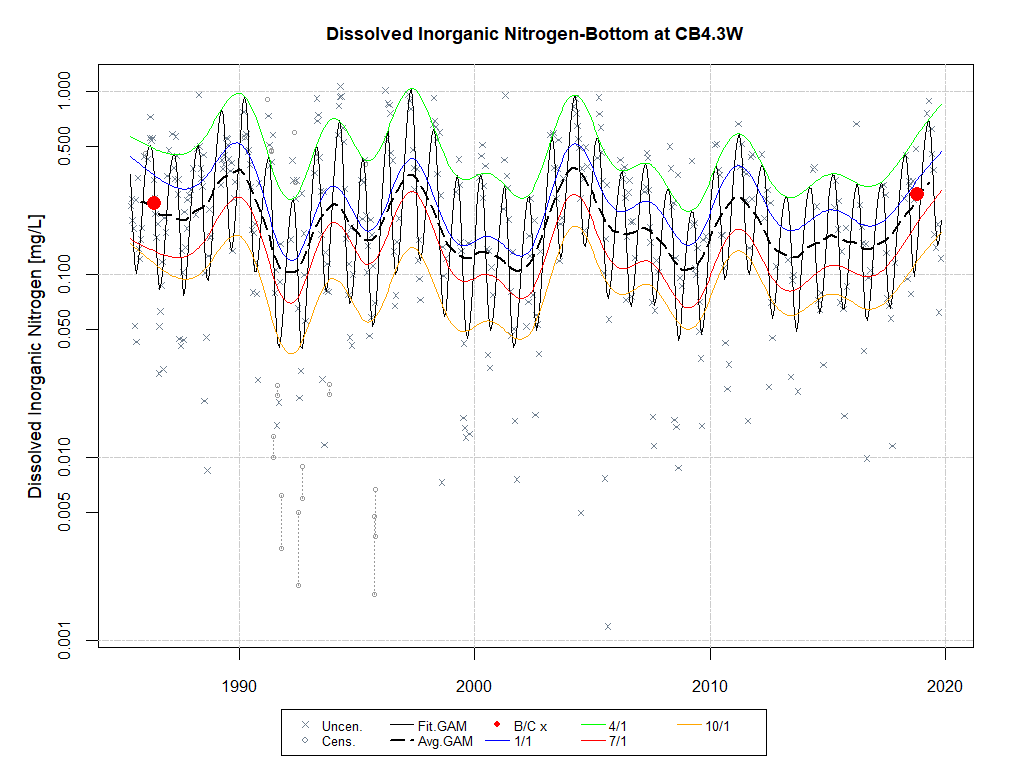 Dissolved Inorganic Nitrogen-Bottom at CB4.3W
Dissolved Inorganic Nitrogen [mg/L]
1.000
0.500
0.100
0.050
0.010
0.005
0.001
1990 2000 2010 2020
Uncen. Fit.GAM B/C x 4/1 10/1
Cens. Avg.GAM 1/1 7/1